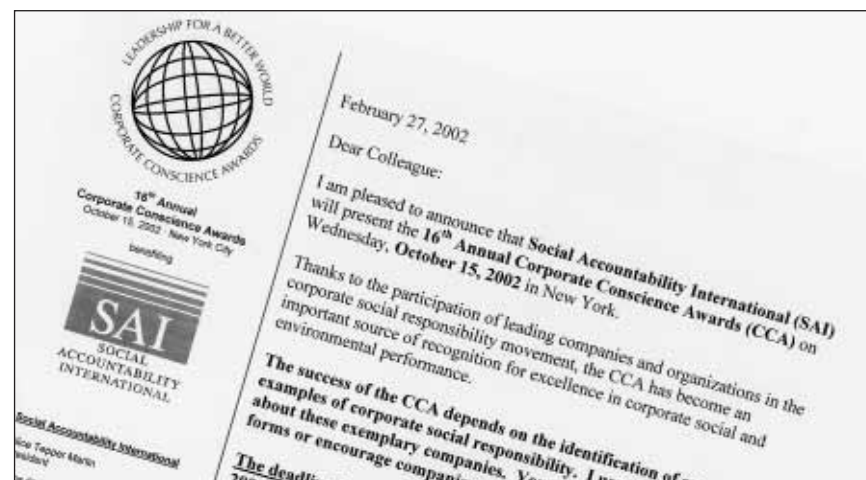 LEADERSHIP FOR A BETTER WORLD
CORPORATE CONSCIENCE AWARDS
16th Annual
Corporate Conscience Awards
October 15, 2002 · New York City
benefiting
SAI
SOCIAL
ACCOUNTABILITY
INTERNATIONAL
Social Accountability International
Tepper Marlin
February 27, 2002
Dear Colleague:
I am pleased to announce that Social Accountability International (SAI)
will present the 16th Annual Corporate Conscience Awards (CCA) on
Wednesday, October 15, 2002 in New York.
Thanks to the participation of leading companies and organizations in the
corporate social responsibility movement, the CCA has become an
important source of recognition for excellence in corporate social and
environmental performance.
The success of the CCA depends on the identification of
examples of corporate social responsibility. I
about these exemplary companies.
forms or encourage
The